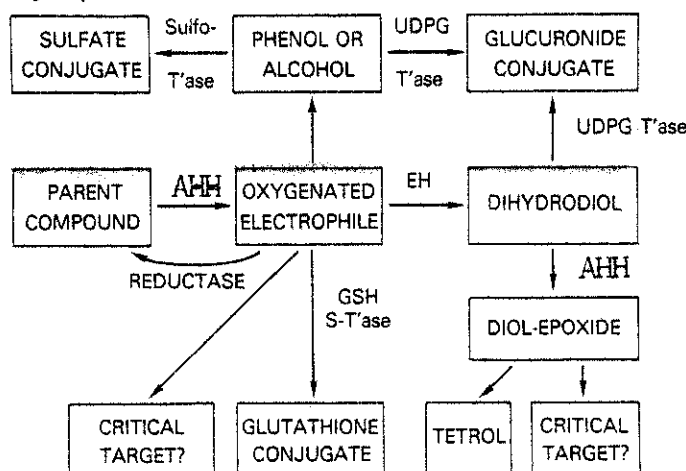 Sulfo-
UDPG
SULFATE
CONJUGATE
PHENOL OR
ALCOHOL
GLUCURONIDE
CONJUGATE
T'ase
T'ase
UDPG T'ase
PARENT
COMPOUND
AHH
OXYGENATED
ELECTROPHILE
EH
DIHYDRODIOL
REDUCTASE
AHH
GSH
S-T'ase
DIOL-EPOXIDE
CRITICAL
TARGET?
GLUTATHIONE
CONJUGATE
TETROL
CRITICAL
TARGET?